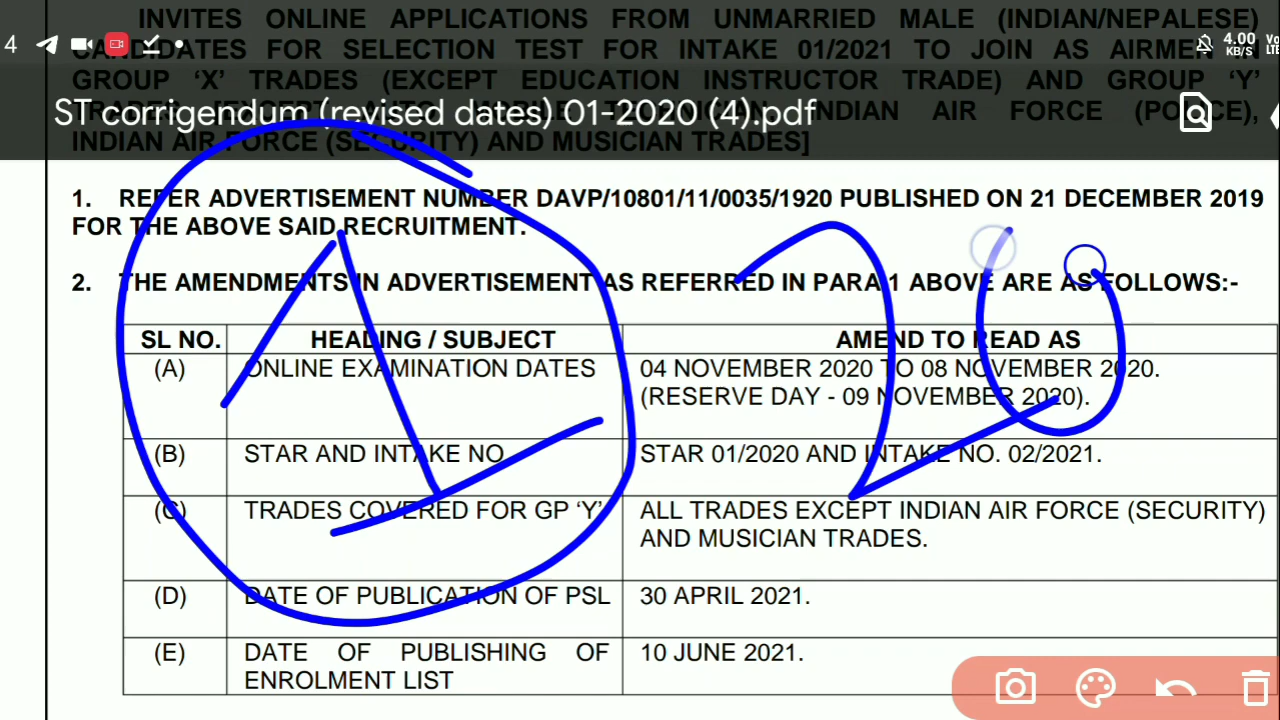 INVITES ONLINE APPLICATIONS FROM UNMARRIED MALE (INDIAN/NEPALESE)
4
4.00
KB/S
LTE
CANDIDATES FOR SELECTION TEST FOR INTAKE 01/2021 TO JOIN AS AIRMEN IN
GROUP ‘X’ TRADES (EXCEPT EDUCATION INSTRUCTOR TRADE) AND GROUP ‘Y’
ST corrigendum (revised dates) 01-2020 (4).pdf
INDIAN AIR FORCE (POLICE),
INDIAN AIR FORCE (SECURITY) AND MUSICIAN TRADES]
1. REFER ADVERTISEMENT NUMBER DAVP/10801/11/0035/1920 PUBLISHED ON 21 DECEMBER 2019
FOR THE ABOVE SAID RECRUITMENT.
2. THE AMENDMENTS IN ADVERTISEMENT AS REFERRED IN PARA 1 ABOVE ARE AS FOLLOWS:-
SL NO. HEADING / SUBJECT AMEND TO READ AS
(A) ONLINE EXAMINATION DATES 04 NOVEMBER 2020 TO 08 NOVEMBER 2020.
(RESERVE DAY - 09 NOVEMBER 2020).
(B) STAR AND INTAKE NO STAR 01/2020 AND INTAKE NO. 02/2021.
(C) TRADES COVERED FOR GP ‘Y’ ALL TRADES EXCEPT INDIAN AIR FORCE (SECURITY)
AND MUSICIAN TRADES.
(D) DATE OF PUBLICATION OF PSL 30 APRIL 2021.
(E) DATE OF PUBLISHING OF 10 JUNE 2021.
ENROLMENT LIST